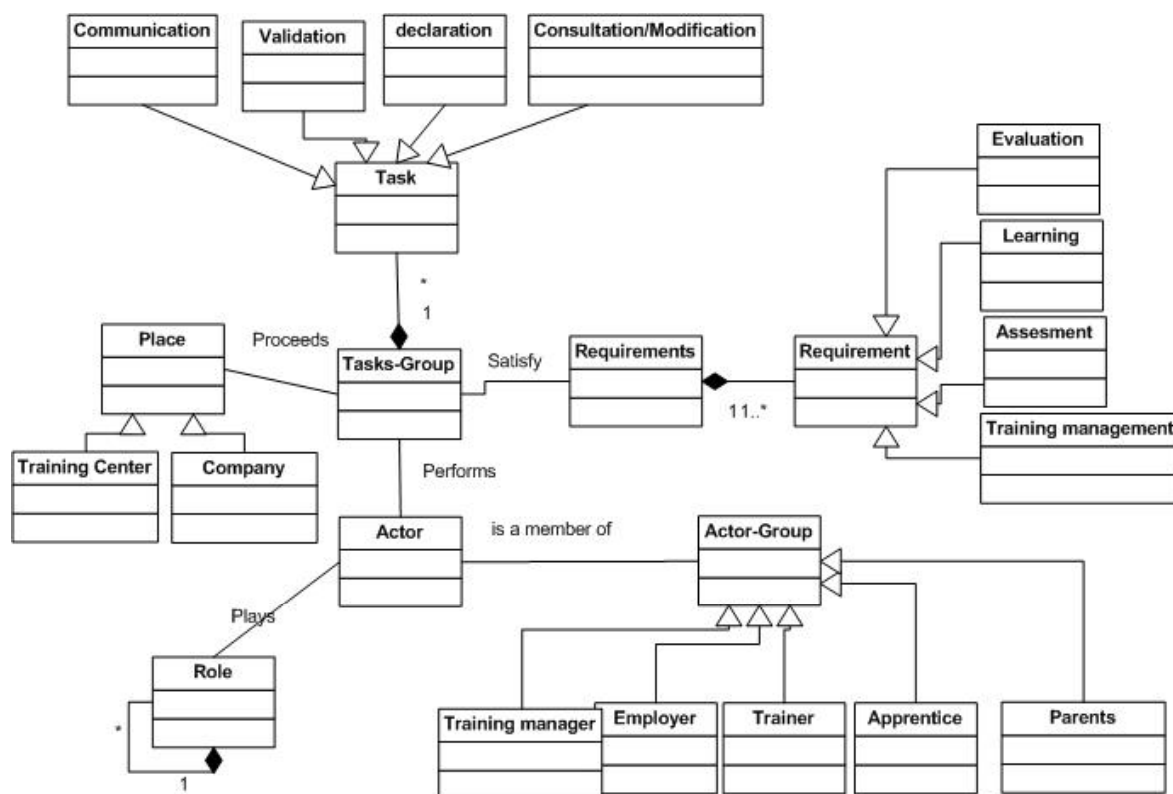 Communication
Validation
declaration
Consultation/Modification
Task
Evaluation
Learning
*
1
Place
Proceeds
Tasks-Group
Satisfy
Requirements
Requirement
Assesment
11..*
Training management
Training Center
Company
Performs
Actor
is a member of
Actor-Group
Plays
Role
*
1
Training manager
Employer
Trainer
Apprentice
Parents